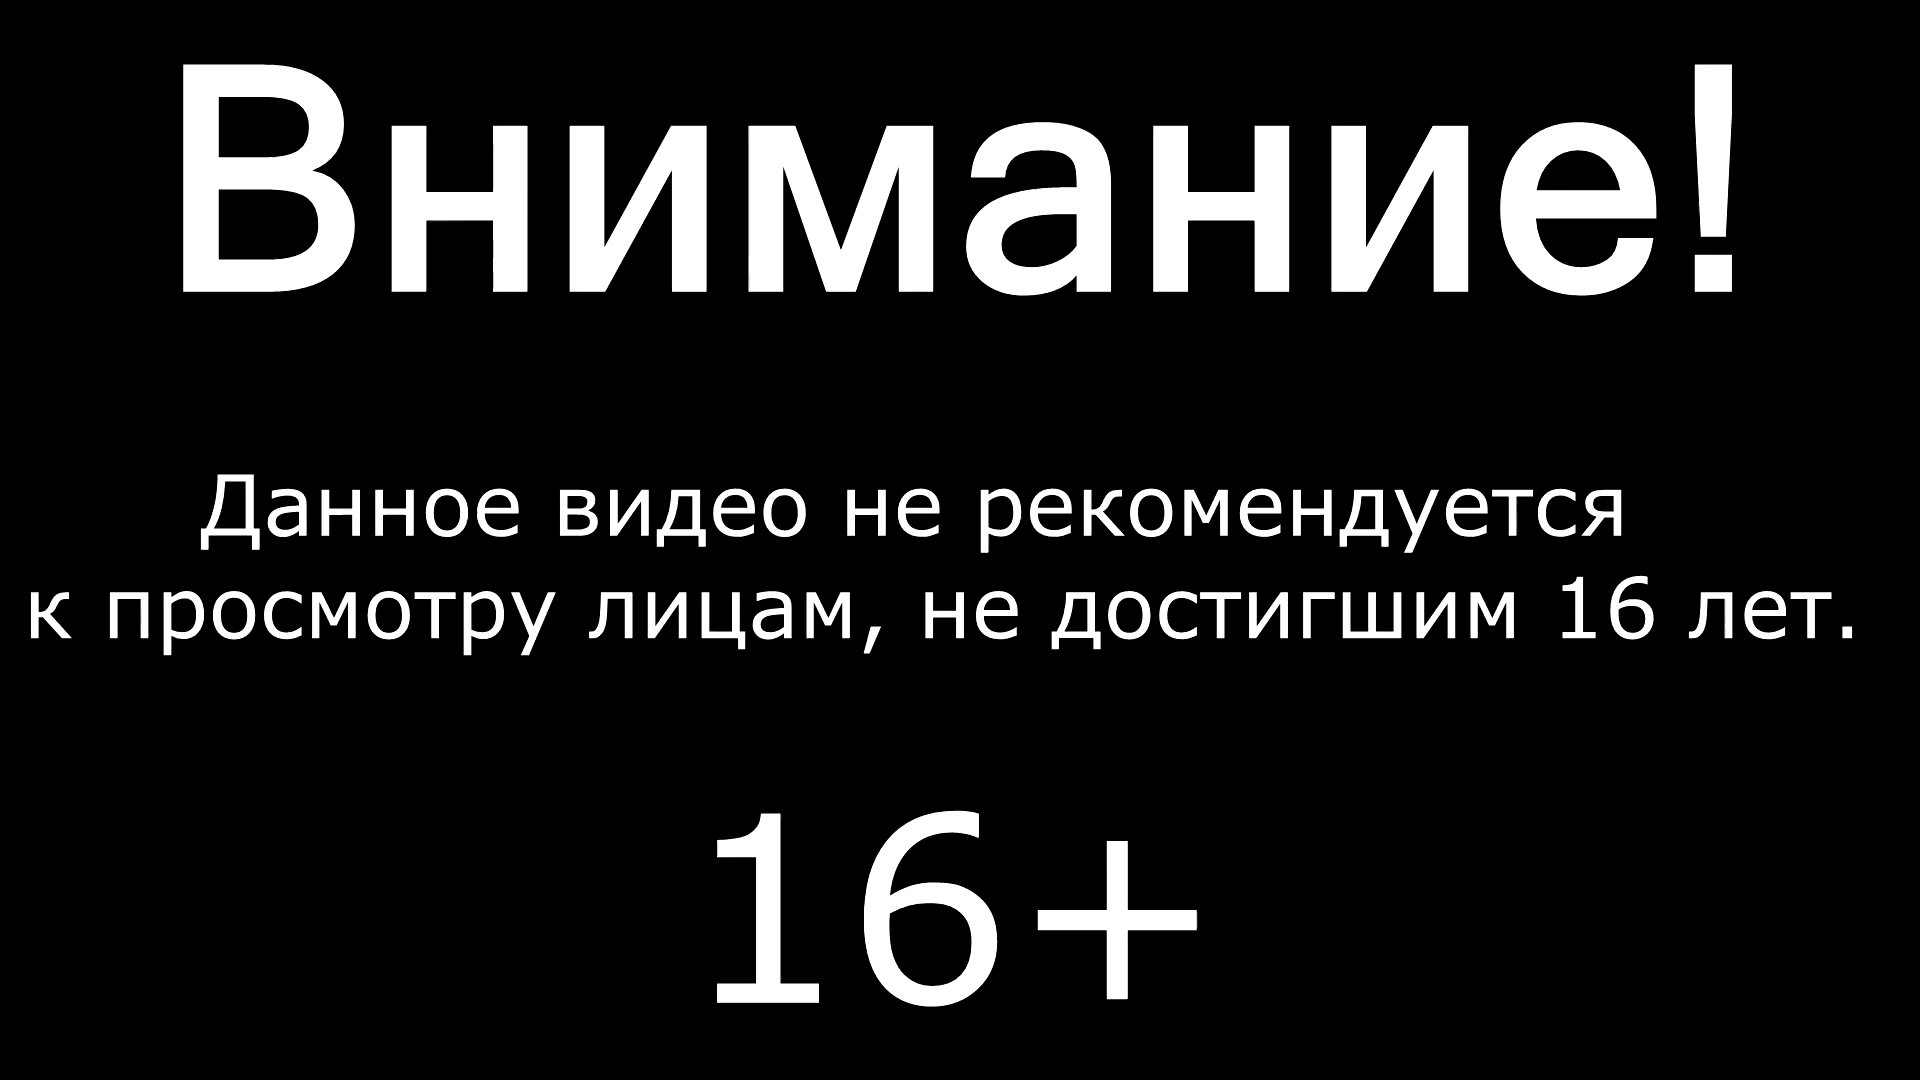 Внимание!
Данное видео не рекомендуется
к просмотру лицам, не достигшим 16 лет.
16+